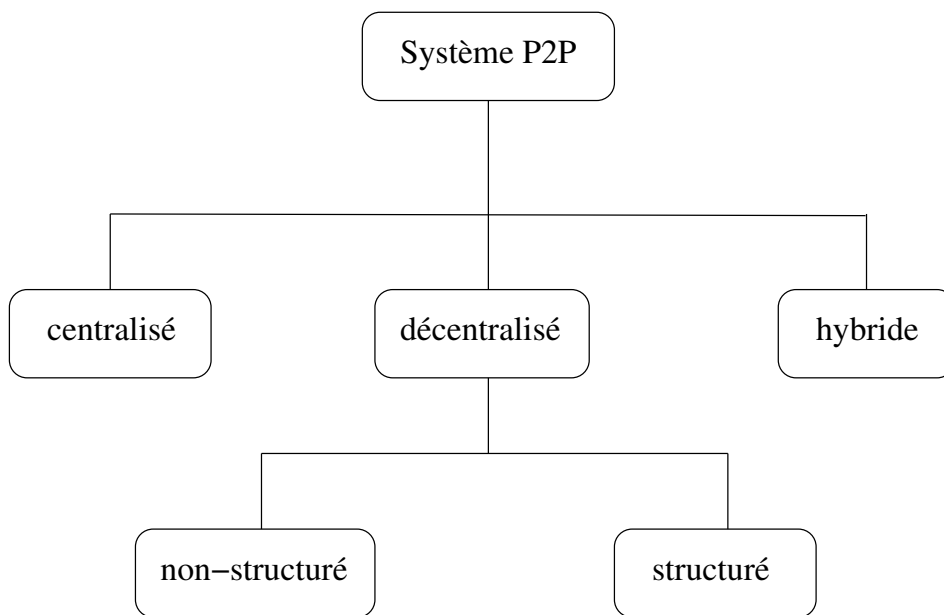 Système P2P
centralisé
décentralisé
hybride
non−structuré
structuré